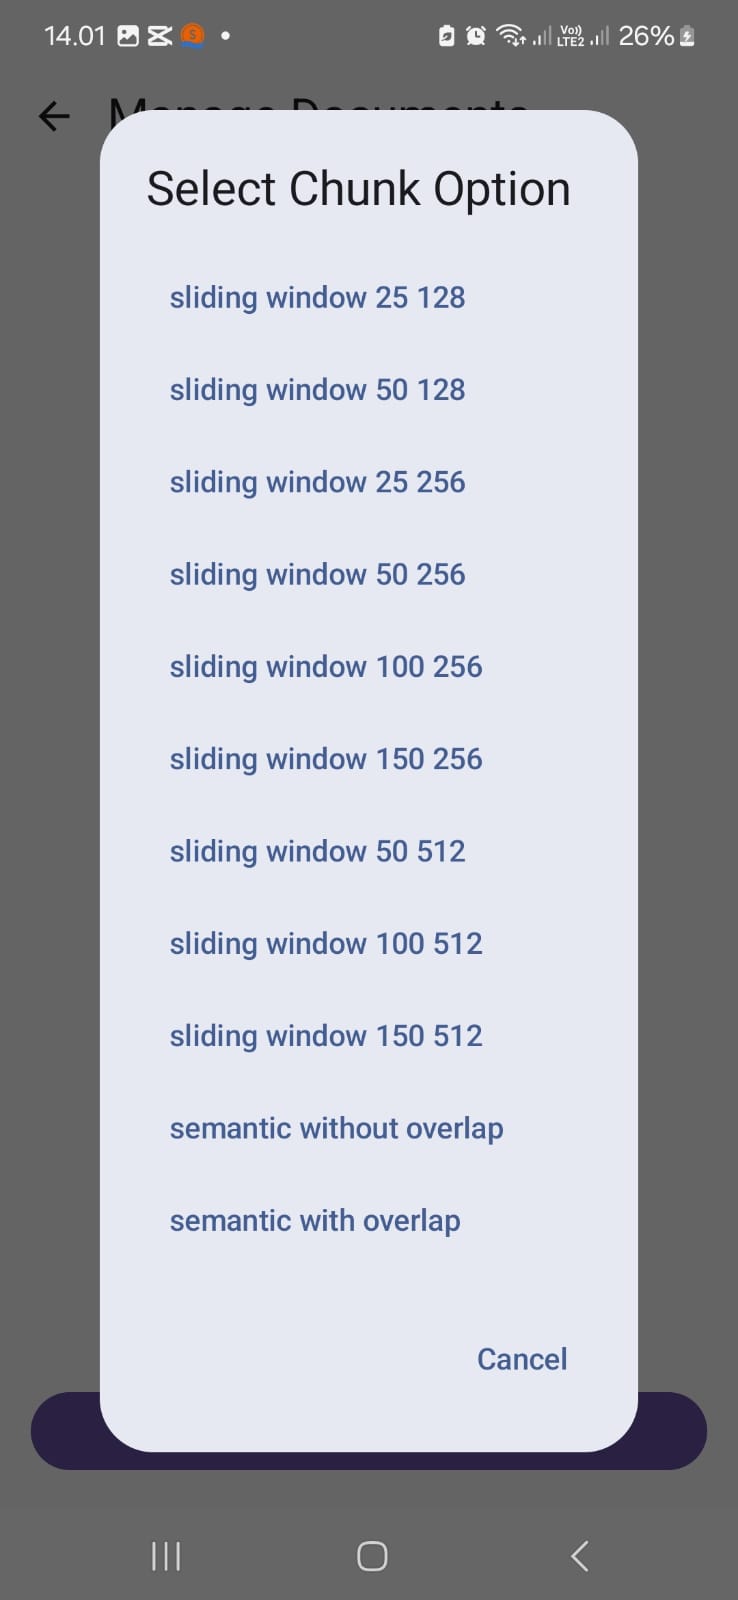 14.01
Vo))
LTE2
26%
Manage Documents
Select Chunk Option
sliding window 25 128
sliding window 50 128
sliding window 25 256
sliding window 50 256
sliding window 100 256
sliding window 150 256
sliding window 50 512
sliding window 100 512
sliding window 150 512
semantic without overlap
semantic with overlap
Cancel